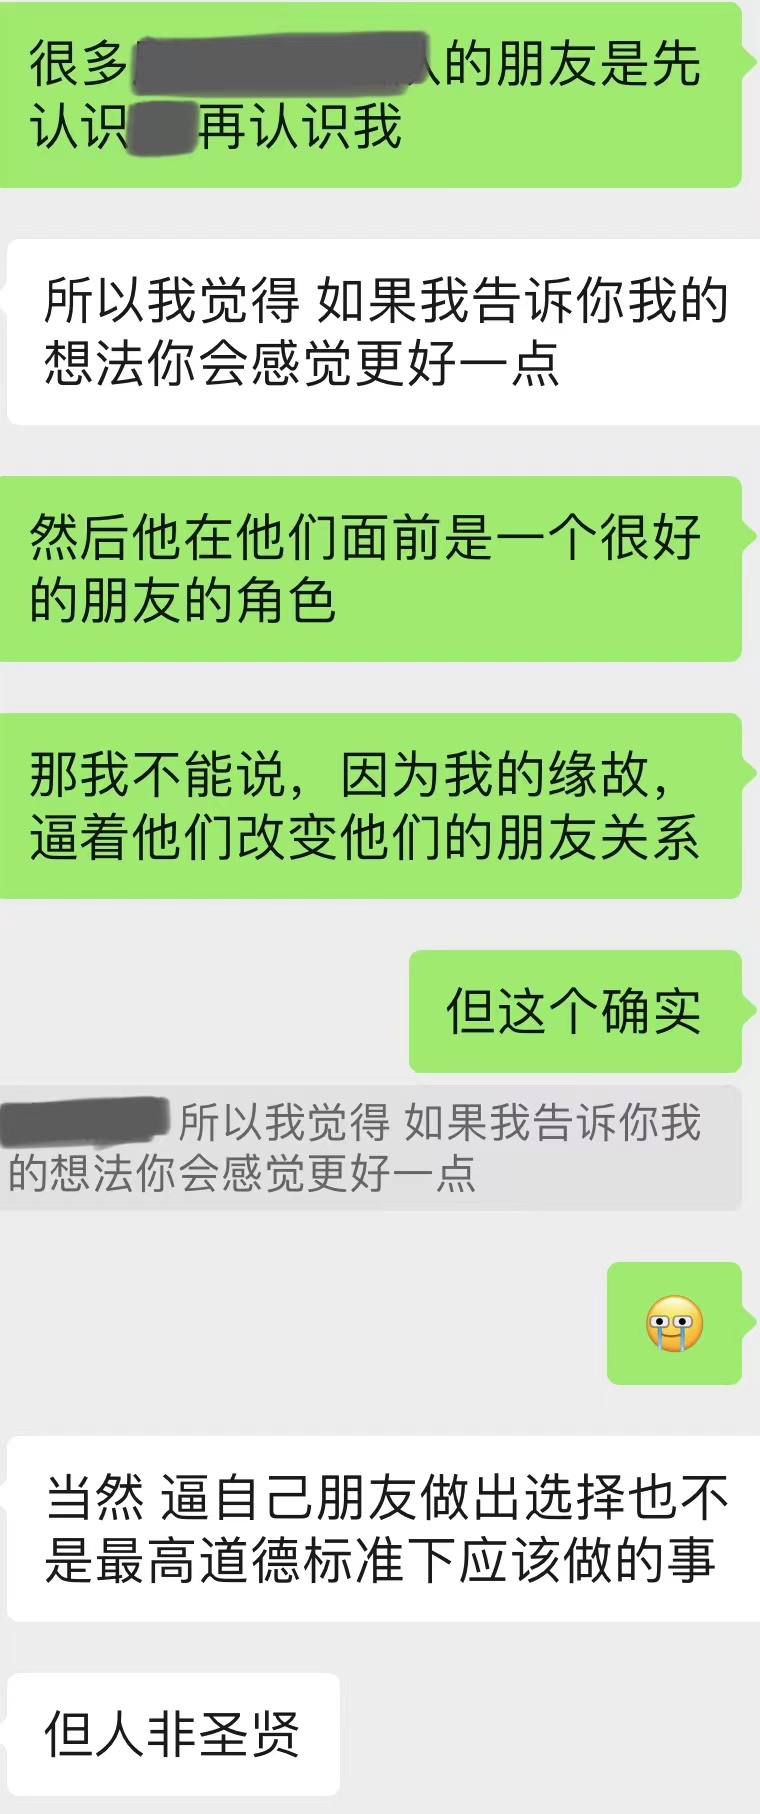 很多的朋友是先
认识再认识我
所以我觉得 如果我告诉你我的
想法你会感觉更好一点
然后他在他们面前是一个很好
的朋友的角色
那我不能说，因为我的缘故，
逼着他们改变他们的朋友关系
但这个确实
所以我觉得 如果我告诉你我
的想法你会感觉更好一点
当然 逼自己朋友做出选择也不
是最高道德标准下应该做的事
但人非圣贤